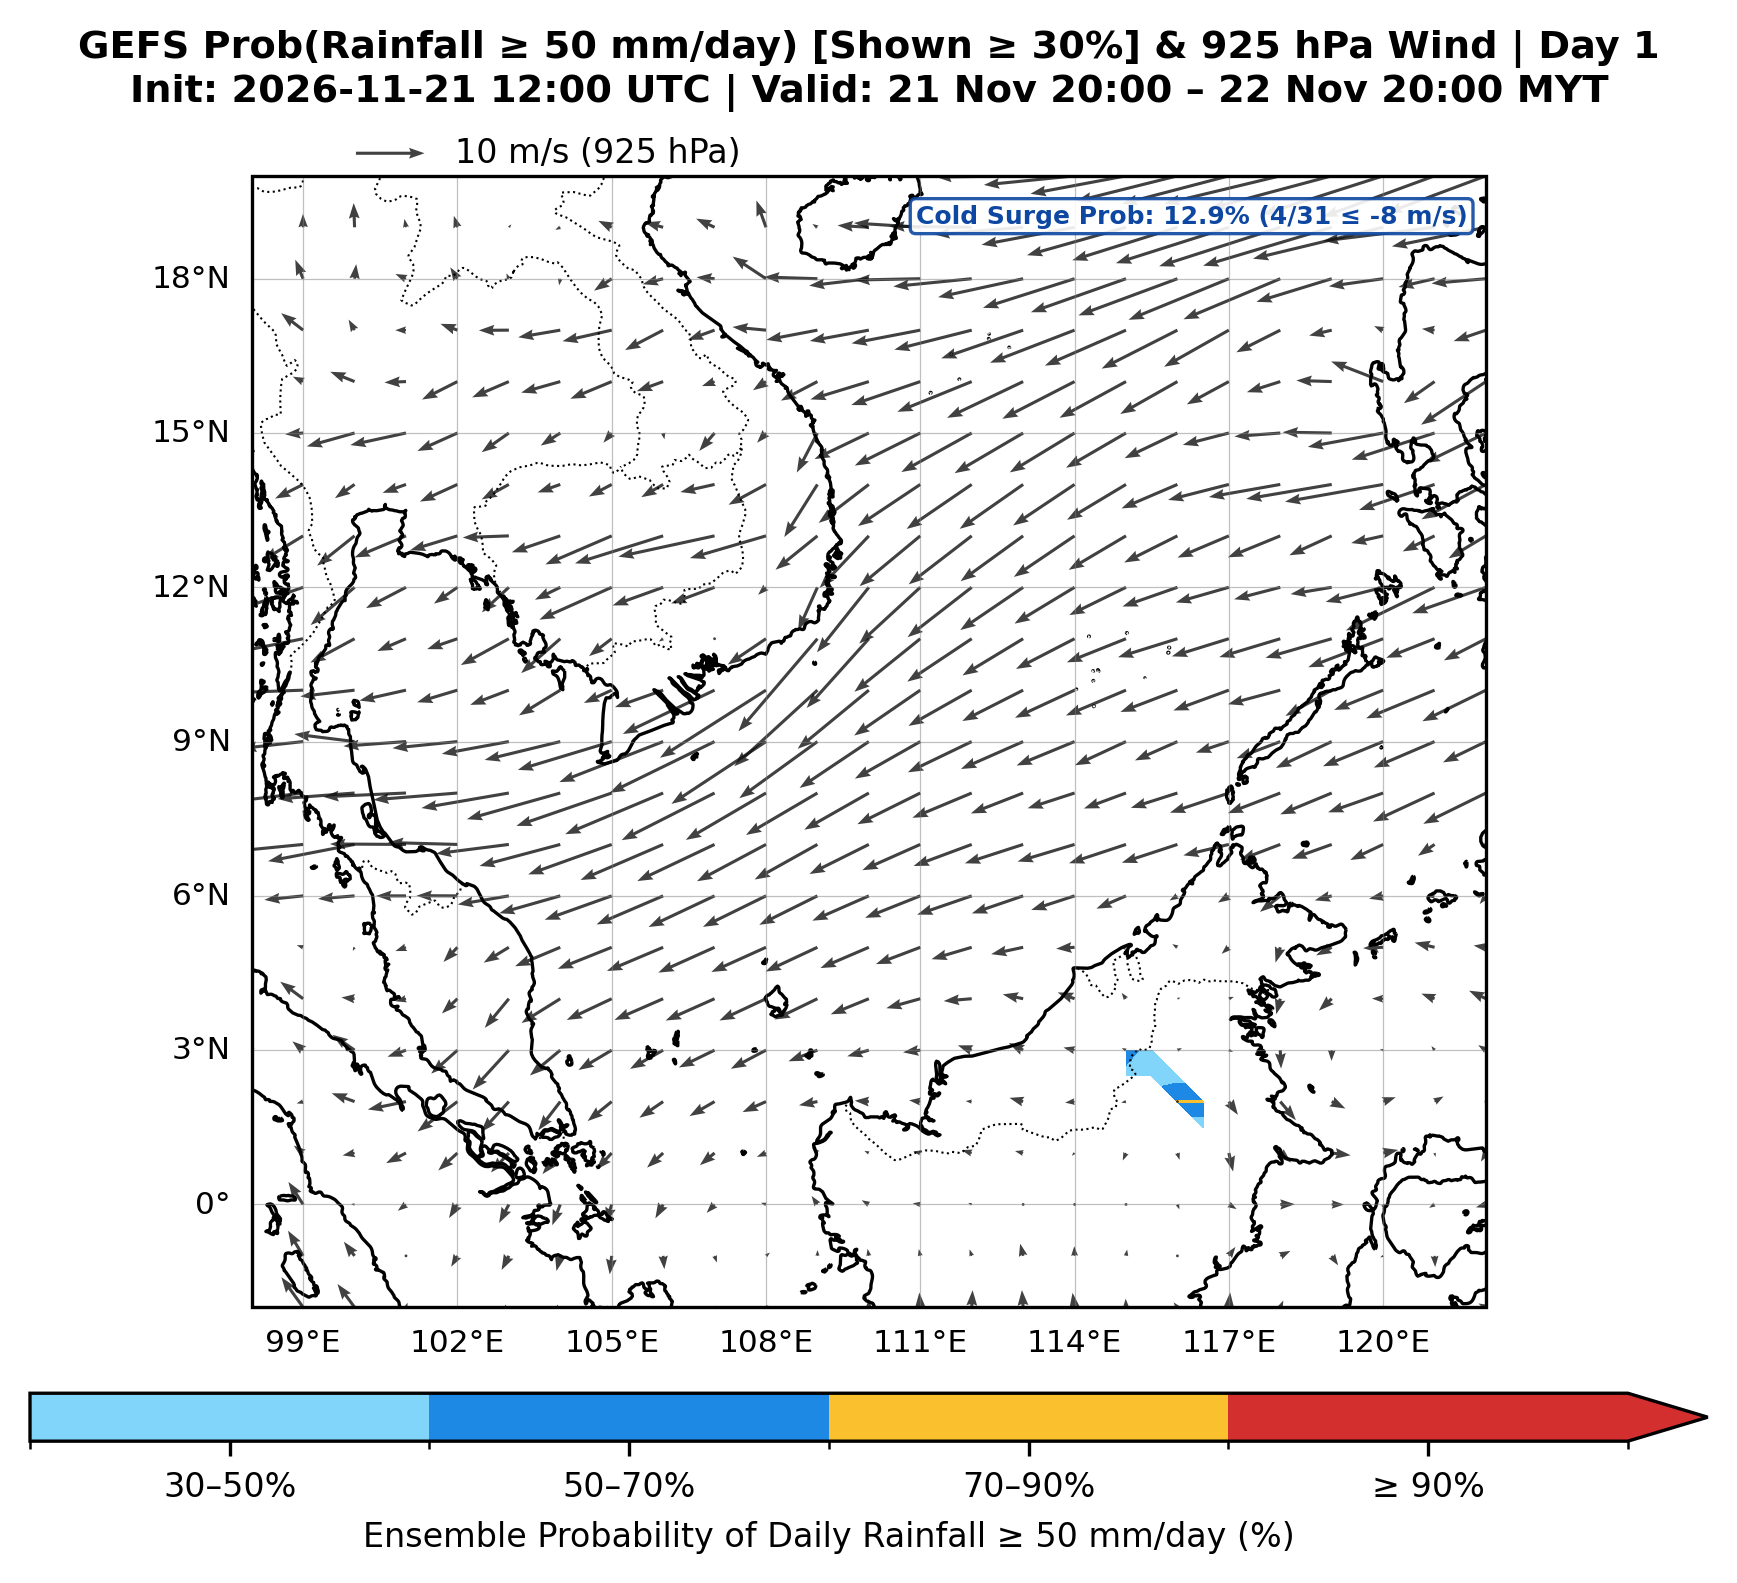 GEFS Prob(Rainfall ≥ 50 mm/day) [Shown ≥ 30%] & 925 hPa Wind | Day 1
Init: 2026-11-21 12:00 UTC | Valid: 21 Nov 20:00 – 22 Nov 20:00 MYT
10 m/s (925 hPa)
Cold Surge Prob: 12.9% (4/31 ≤ -8 m/s)
18°N
15°N
12°N
9°N
6°N
3°N
0°
99°E 102°E 105°E 108°E 111°E 114°E 117°E 120°E
30–50% 50–70% 70–90% ≥ 90%
Ensemble Probability of Daily Rainfall ≥ 50 mm/day (%)